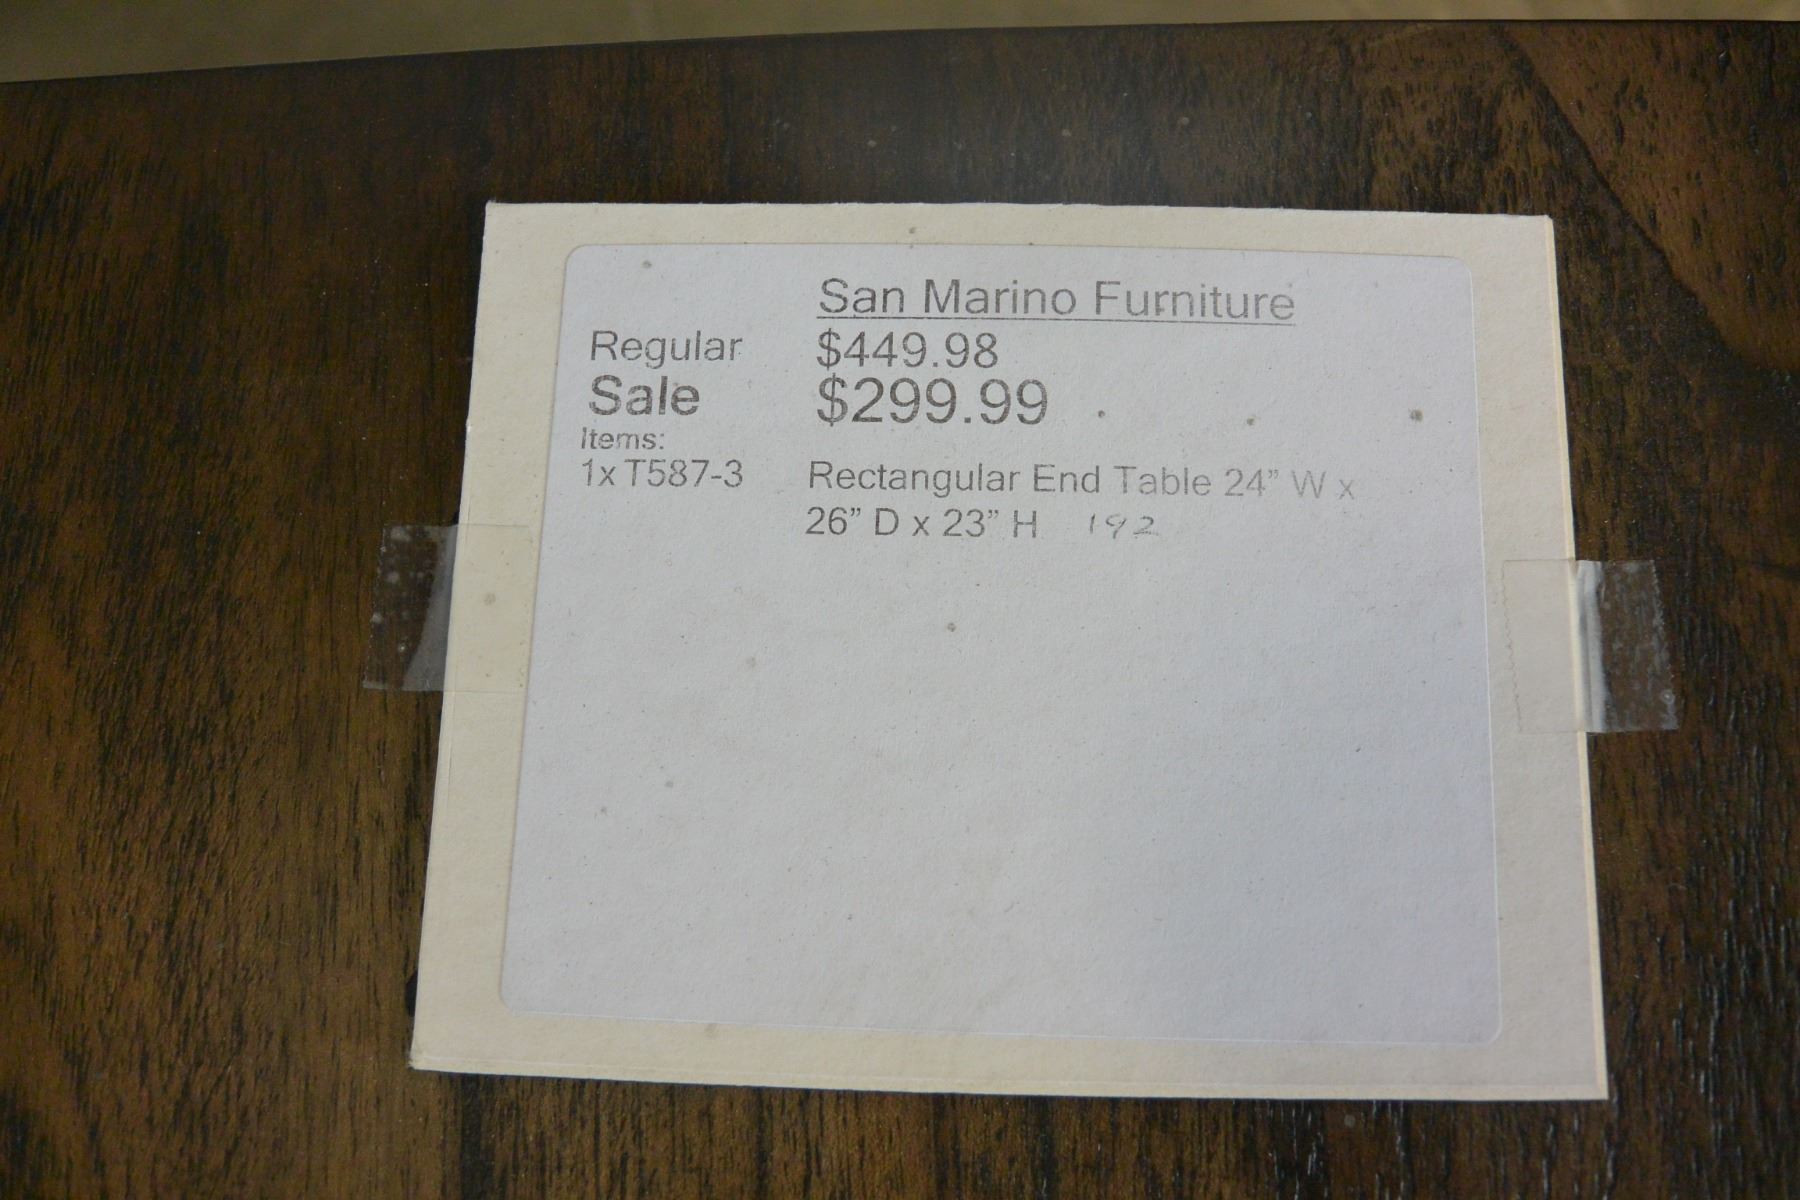 San Marino Furniture
Regular $449.98
Sale $299.99
Items:
1x T587-3 Rectangular End Table 24” W x
26” D x 23” H 192